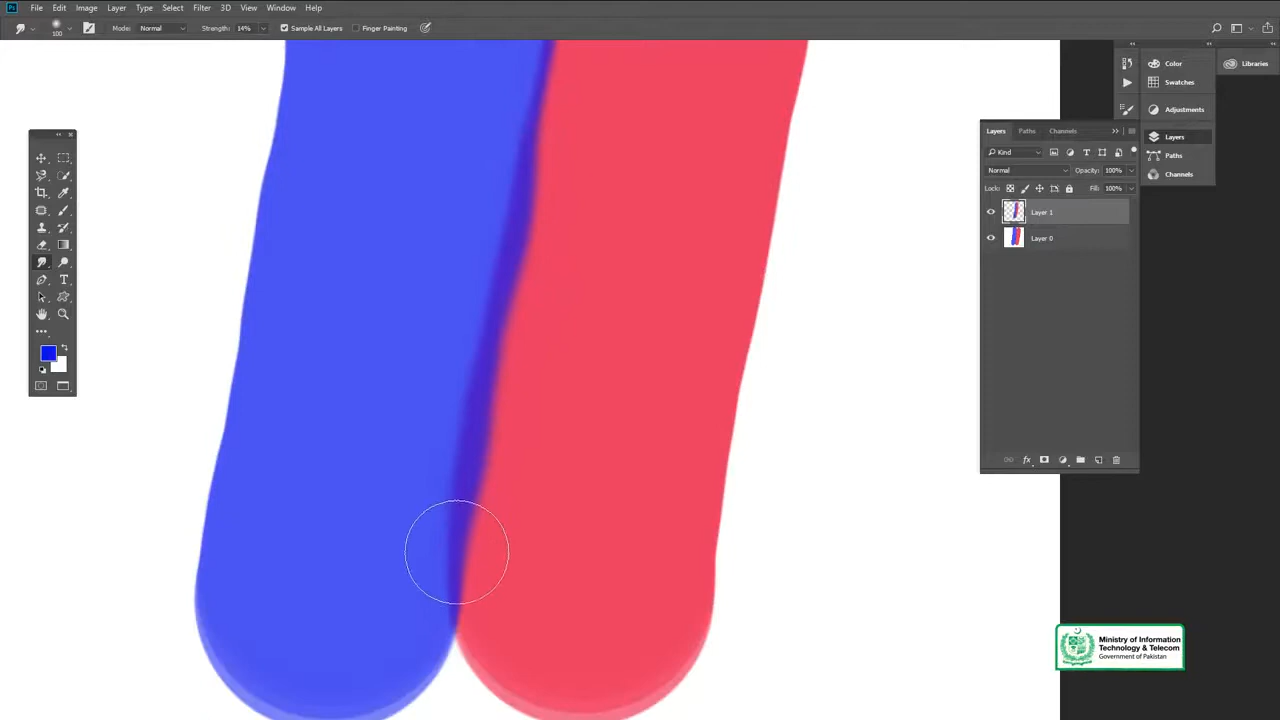 Ps File Edit Image Layer Type Select Filter 3D View Window Help
100 Mode: Normal Strength: 14% Sample All Layers Finger Painting
Color
Swatches
Adjustments
Layers
Paths
Channels
Libraries
Layers Paths Channels
Kind
Normal Opacity: 100%
Lock: Fill: 100%
Layer 1
Layer 0
Ministry of Information
Technology & Telecom
Government of Pakistan